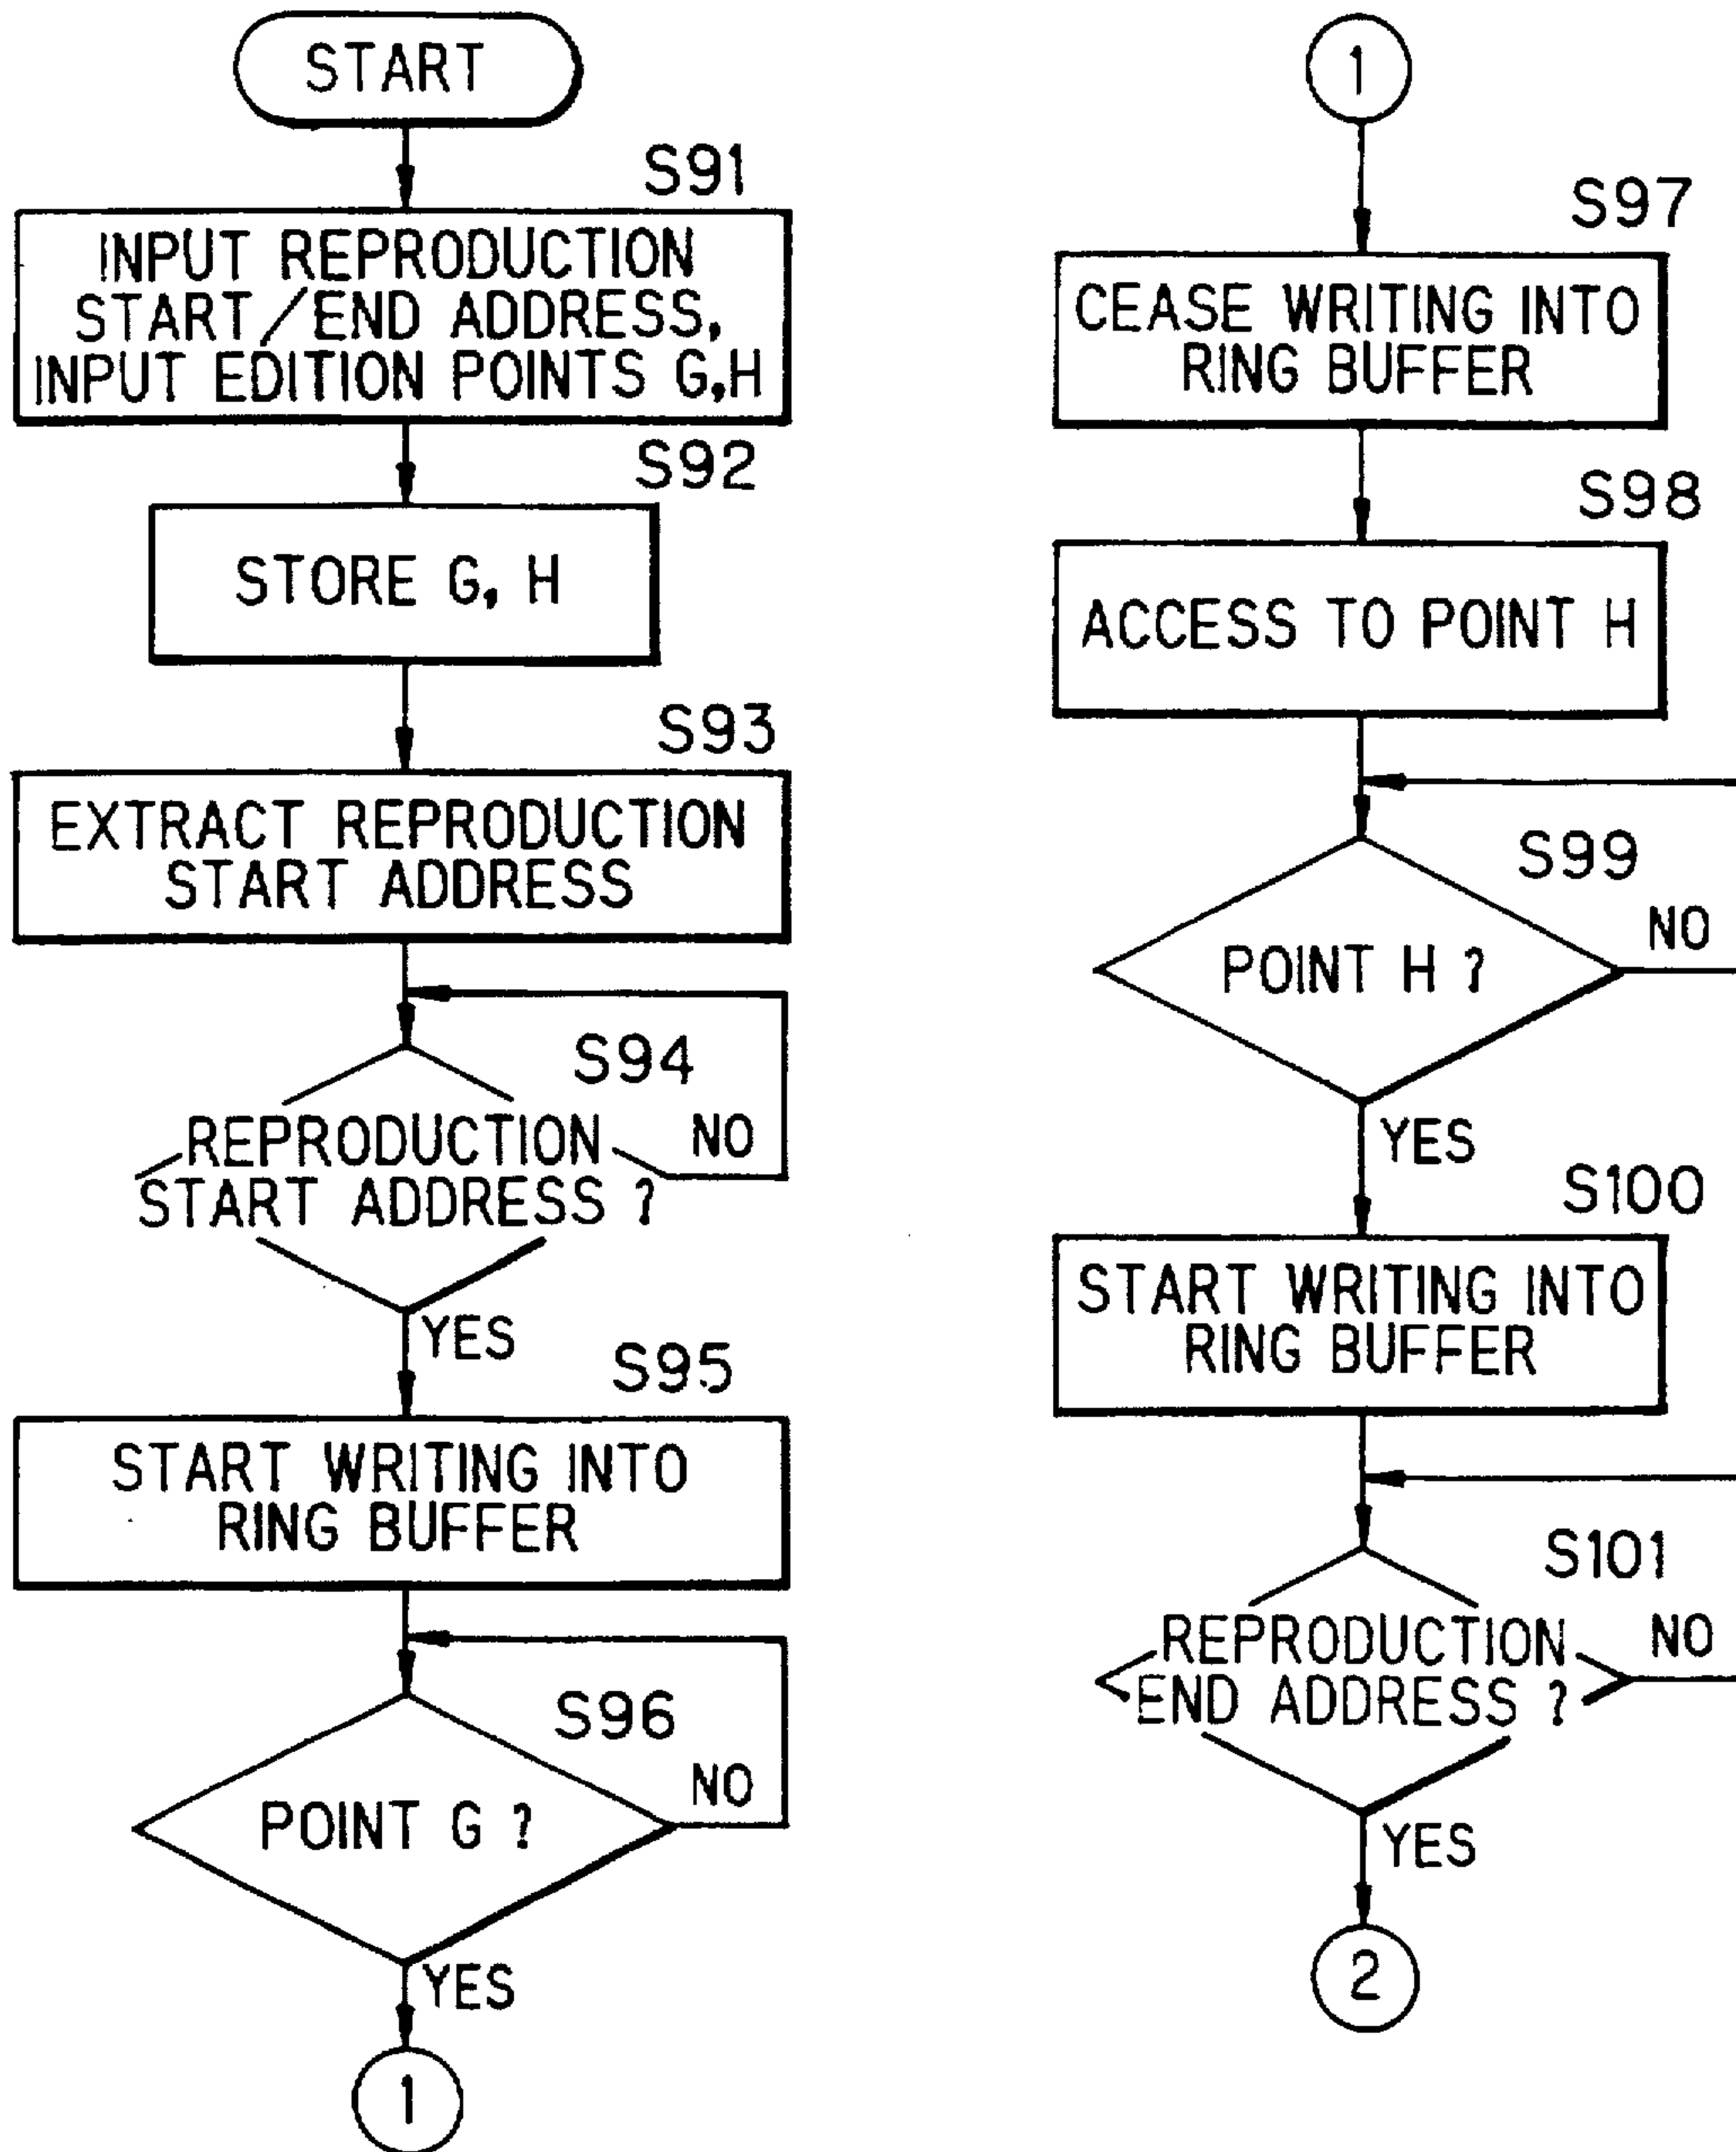 START
S91
INPUT REPRODUCTION
START/END ADDRESS,
INPUT EDITION POINTS G,H
S92
STORE G, H
S93
EXTRACT REPRODUCTION
START ADDRESS
S94
REPRODUCTION
START ADDRESS ?
NO
YES
S95
START WRITING INTO
RING BUFFER
S96
POINT G ?
NO
YES
1
1
S97
CEASE WRITING INTO
RING BUFFER
S98
ACCESS TO POINT H
S99
POINT H ?
NO
YES
S100
START WRITING INTO
RING BUFFER
S101
REPRODUCTION
END ADDRESS ?
NO
YES
2